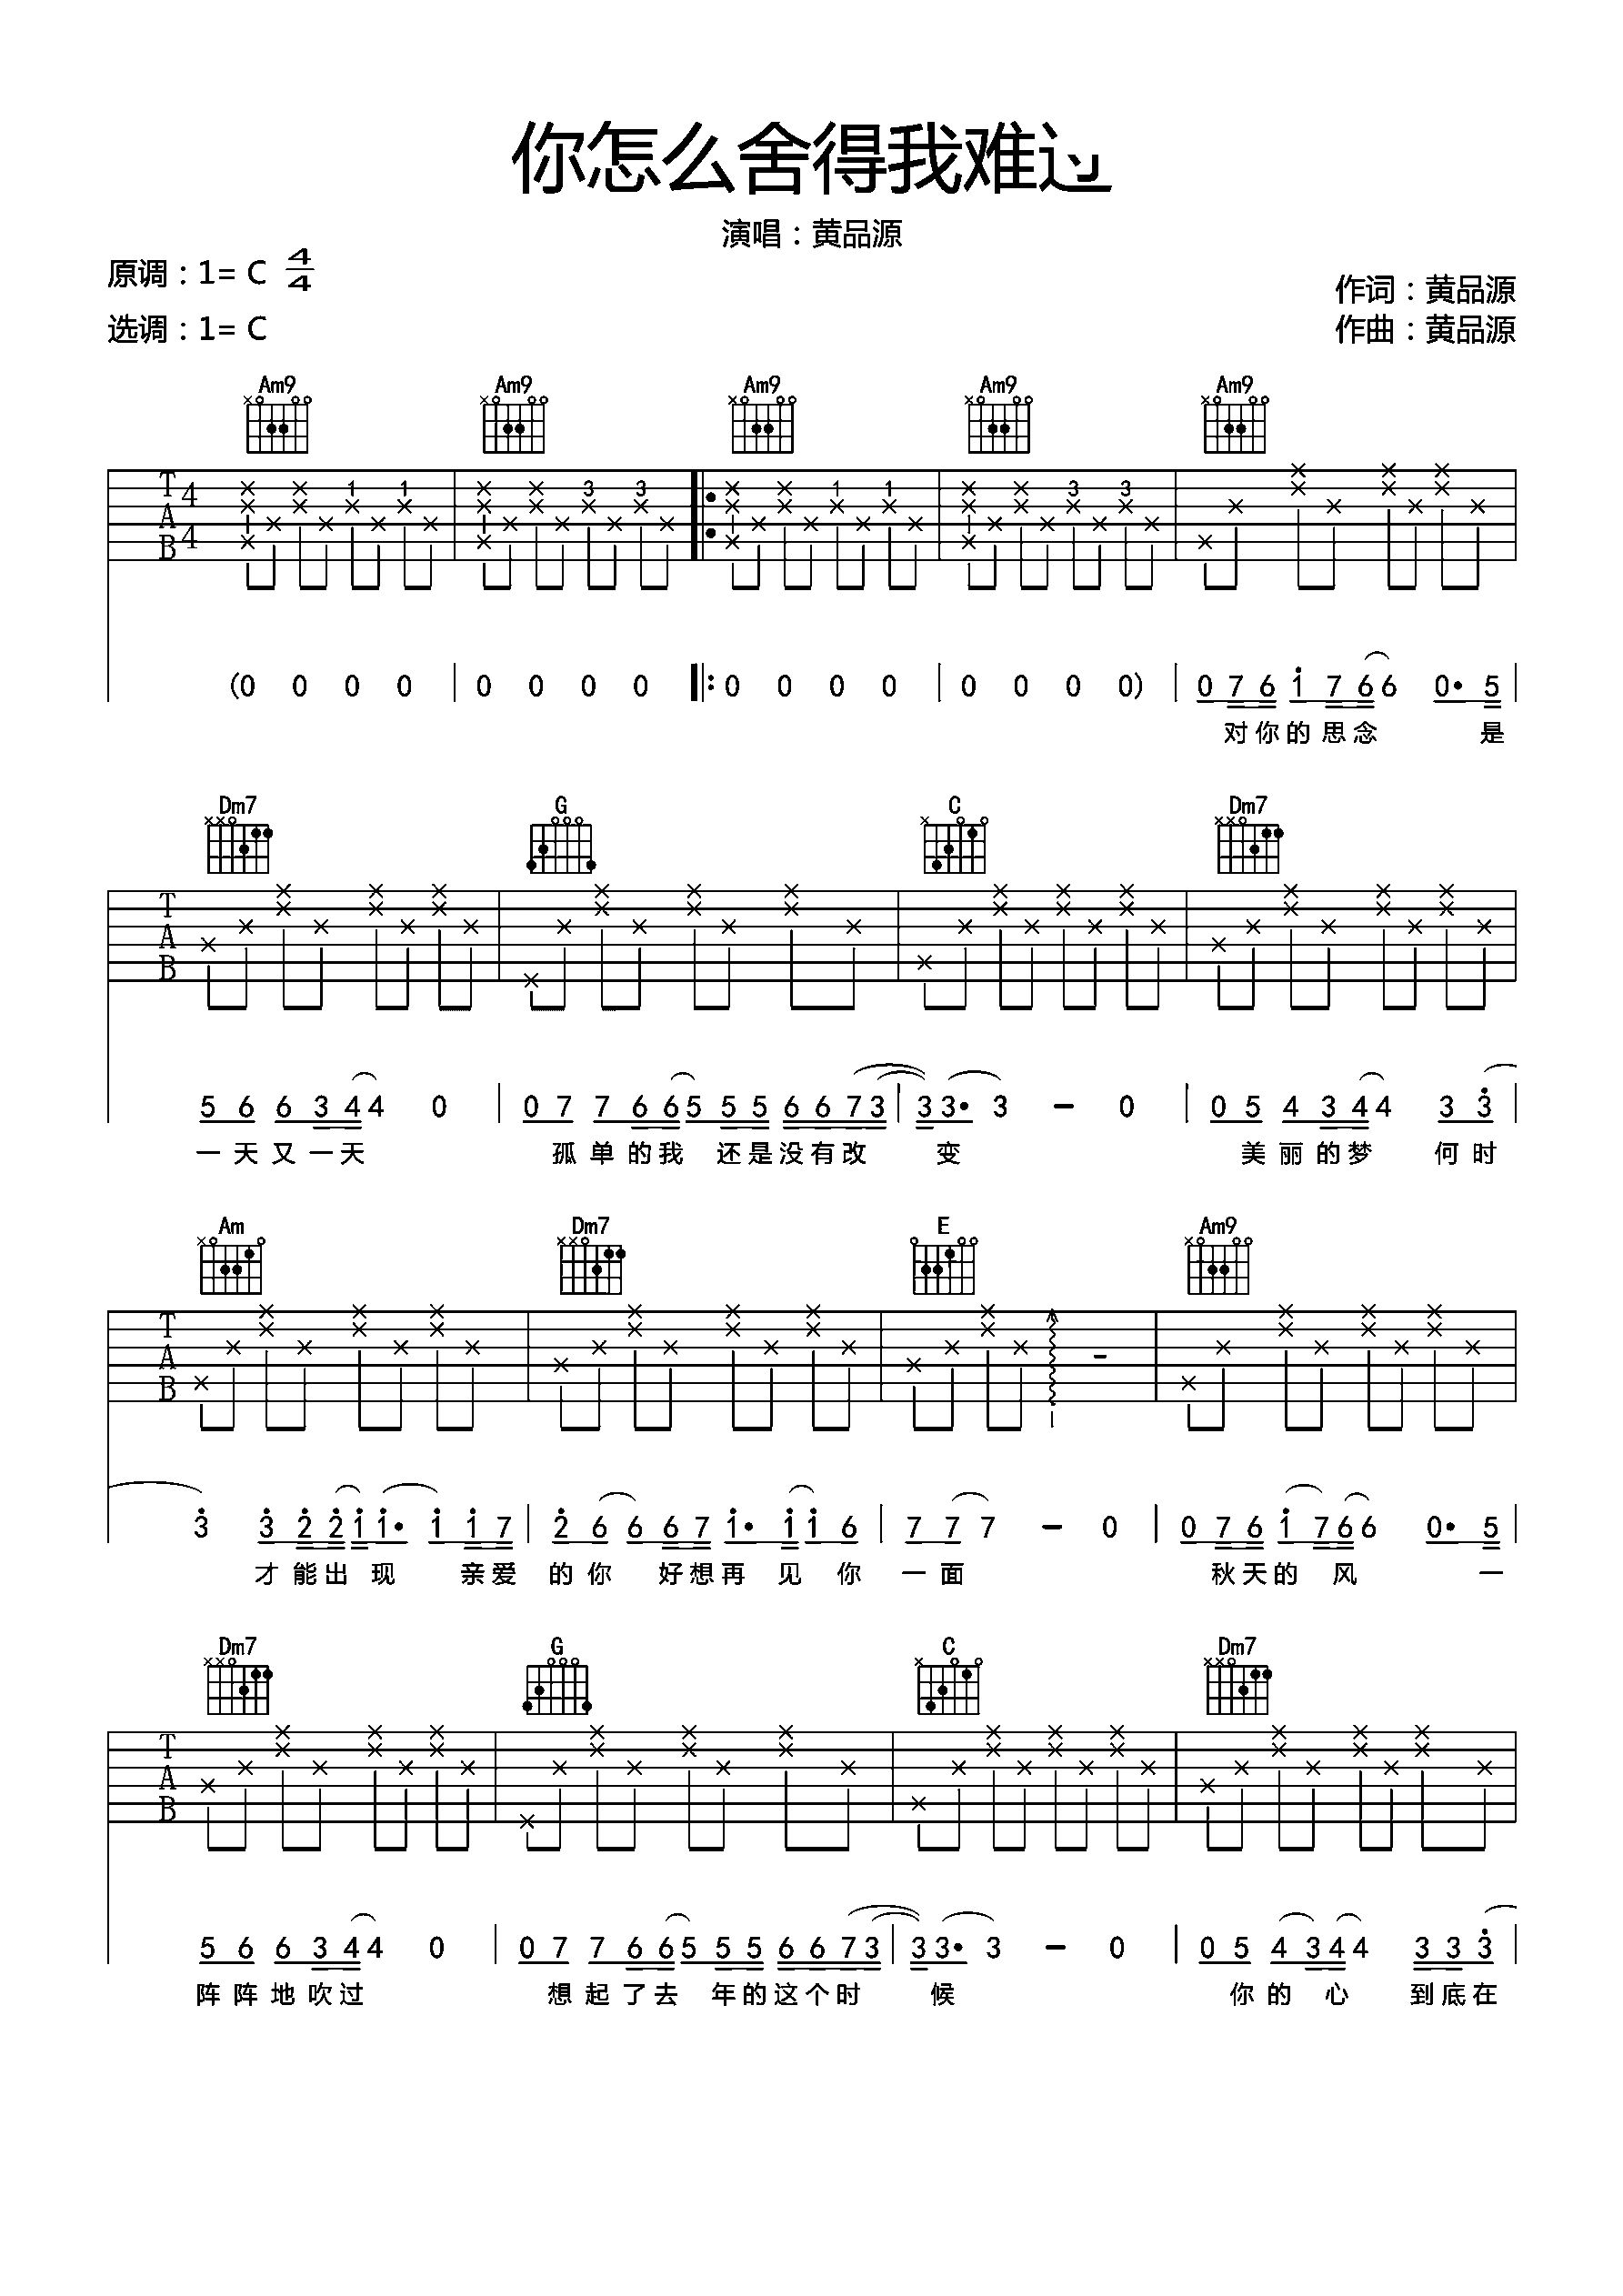 你怎么舍得我难过
演唱：黄品源
原调：1= C 4/4
作词：黄品源
选调：1= C
作曲：黄品源
Am9 Am9 Am9 Am9 Am9
T A B 4 4 1 1 3 3 1 1 3 3
(0 0 0 0 | 0 0 0 0 |: 0 0 0 0 | 0 0 0 0) | 0 7 6 1 7 6 6 0· 5 |
对你的思念 是
Dm7 G C Dm7
T A B
5 6 6 3 4 4 0 | 0 7 7 6 6 5 5 5 6 6 7 3 | 3 3· 3 - 0 | 0 5 4 3 4 4 3 3 |
一天又一天 孤单的我 还是没有改 变 美丽的梦 何时
Am Dm7 E Am9
T A B
3 3 2 2 1 1· 1 1 7 | 2 6 6 6 7 1· 1 1 6 | 7 7 7 - 0 | 0 7 6 1 7 6 6 0· 5 |
才能出现 亲爱 的你 好想再见你 一面 秋天的风 一
Dm7 G C Dm7
T A B
5 6 6 3 4 4 0 | 0 7 7 6 6 5 5 5 6 6 7 3 | 3 3· 3 - 0 | 0 5 4 3 4 4 3 3 3 |
阵阵地吹过 想起了去 年的这个时 候 你的心 到底在